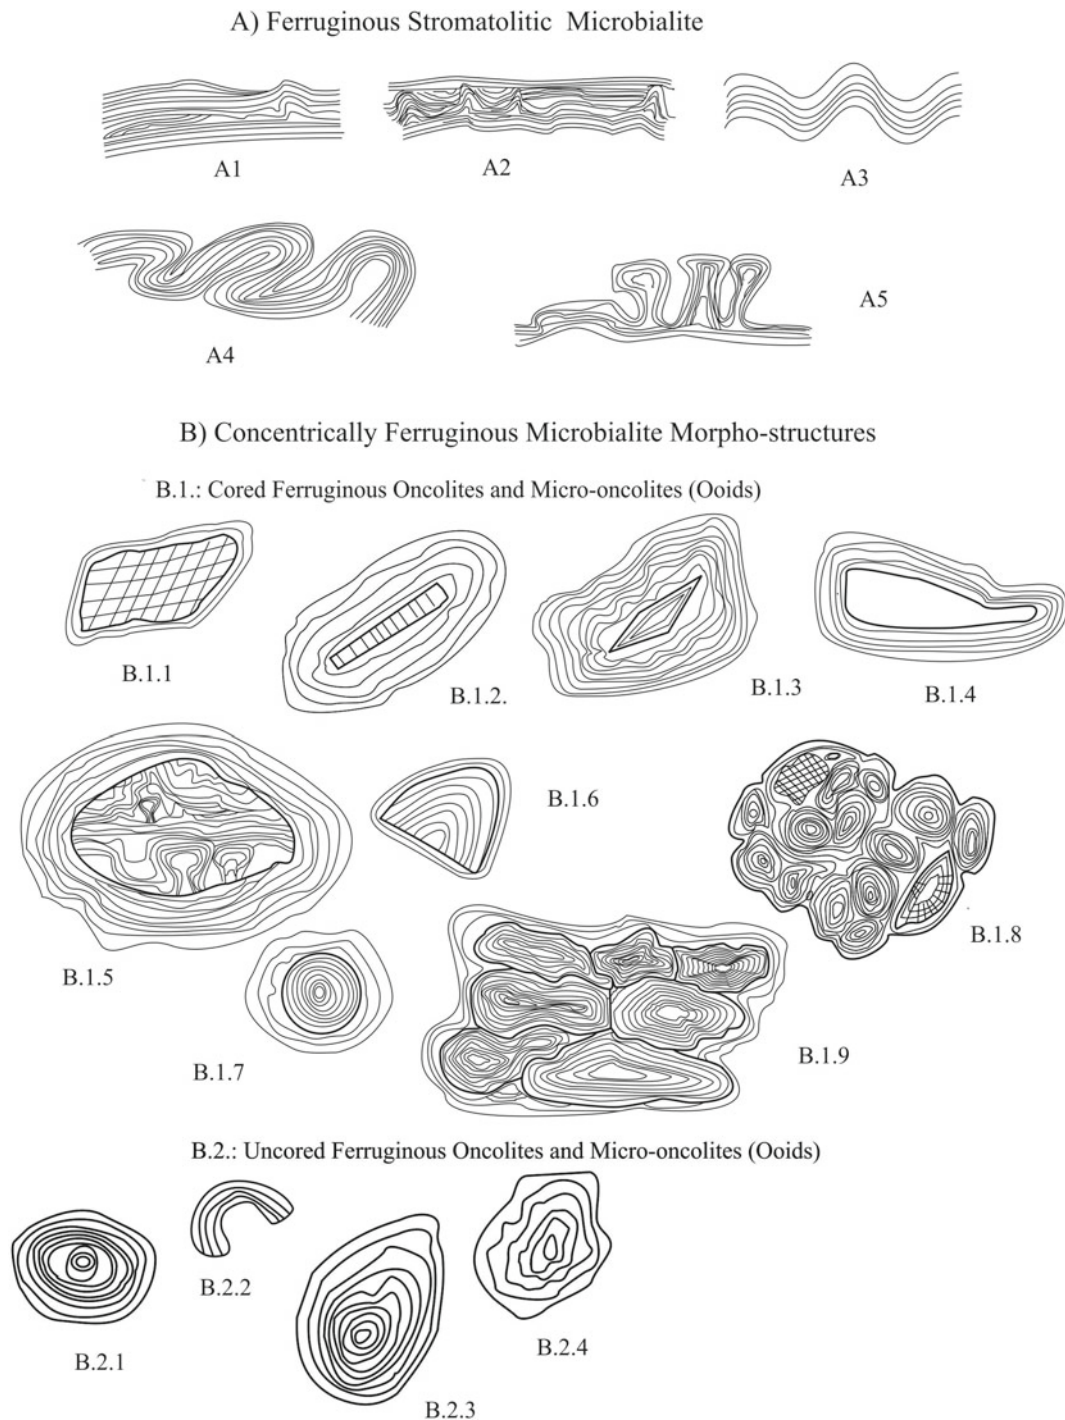 A) Ferruginous Stromatolitic Microbialite
A1
A2
A3
A4
A5
B) Concentrically Ferruginous Microbialite Morpho-structures
B.1.: Cored Ferruginous Oncolites and Micro-oncolites (Ooids)
B.1.1
B.1.2.
B.1.3
B.1.4
B.1.5
B.1.6
B.1.7
B.1.8
B.1.9
B.2.: Uncored Ferruginous Oncolites and Micro-oncolites (Ooids)
B.2.1
B.2.2
B.2.3
B.2.4